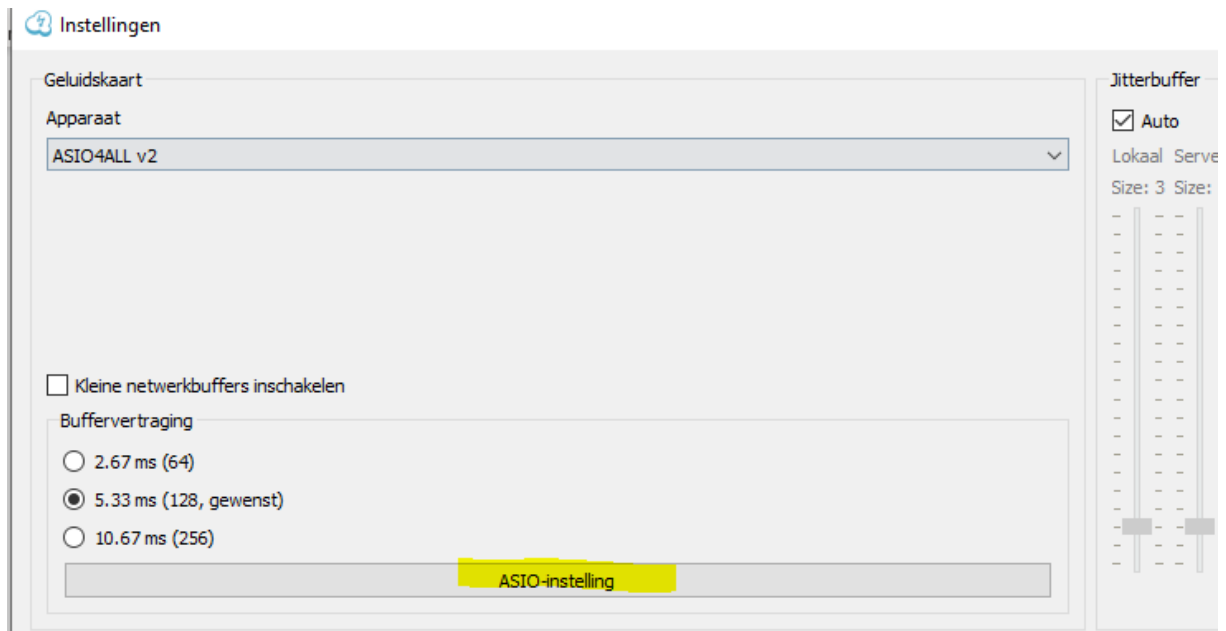 Instellingen
Geluidskaart
Apparaat
ASIO4ALL v2
Kleine netwerkbuffers inschakelen
Buffervertraging
2.67 ms (64)
5.33 ms (128, gewenst)
10.67 ms (256)
ASIO-instelling
Jitterbuffer
Auto
Lokaal Serve
Size: 3 Size: